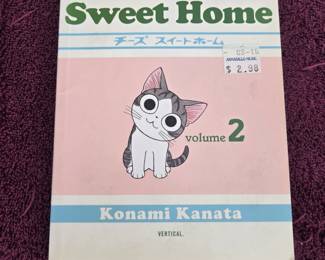 Sweet Home
チーズ スイートホーム
$ 2.98
volume 2
Konami Kanata
VERTICAL.